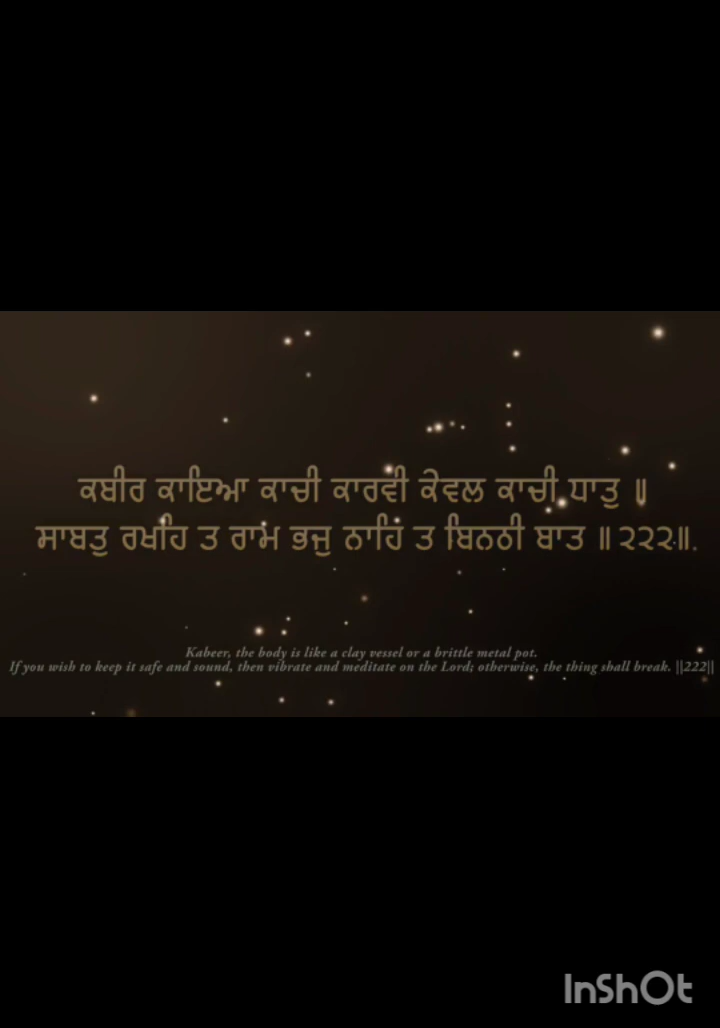 ਕਬੀਰ ਕਾਇਆ ਕਾਚੀ ਕਾਰਵੀ ਕੇਵਲ ਕਾਚੀ ਧਾਤੁ ॥
ਸਾਬਤੁ ਰਖਹਿ ਤ ਰਾਮ ਭਜੁ ਨਾਹਿ ਤ ਬਿਨਠੀ ਬਾਤ ॥੨੨੨॥
Kabeer, the body is like a clay vessel or a brittle metal pot.
If you wish to keep it safe and sound, then vibrate and meditate on the Lord; otherwise, the thing shall break. ||222||
InShOt